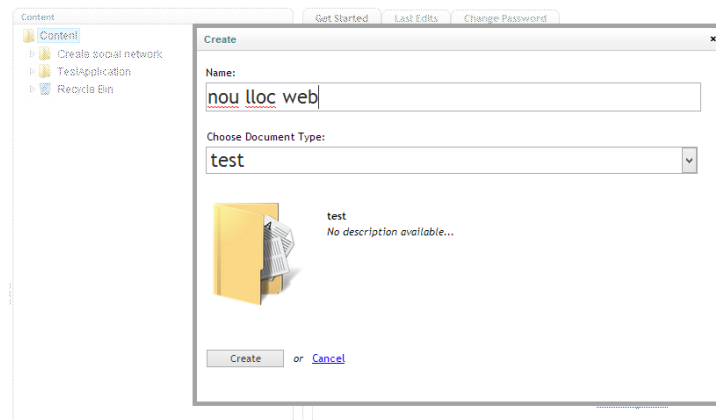 Content
Get Started
Last Edits
Change Password
Content
Create social network
TestApplication
Recycle Bin
Create
×
Name:
nou lloc web
Choose Document Type:
test
test
No description available...
Create
or
Cancel